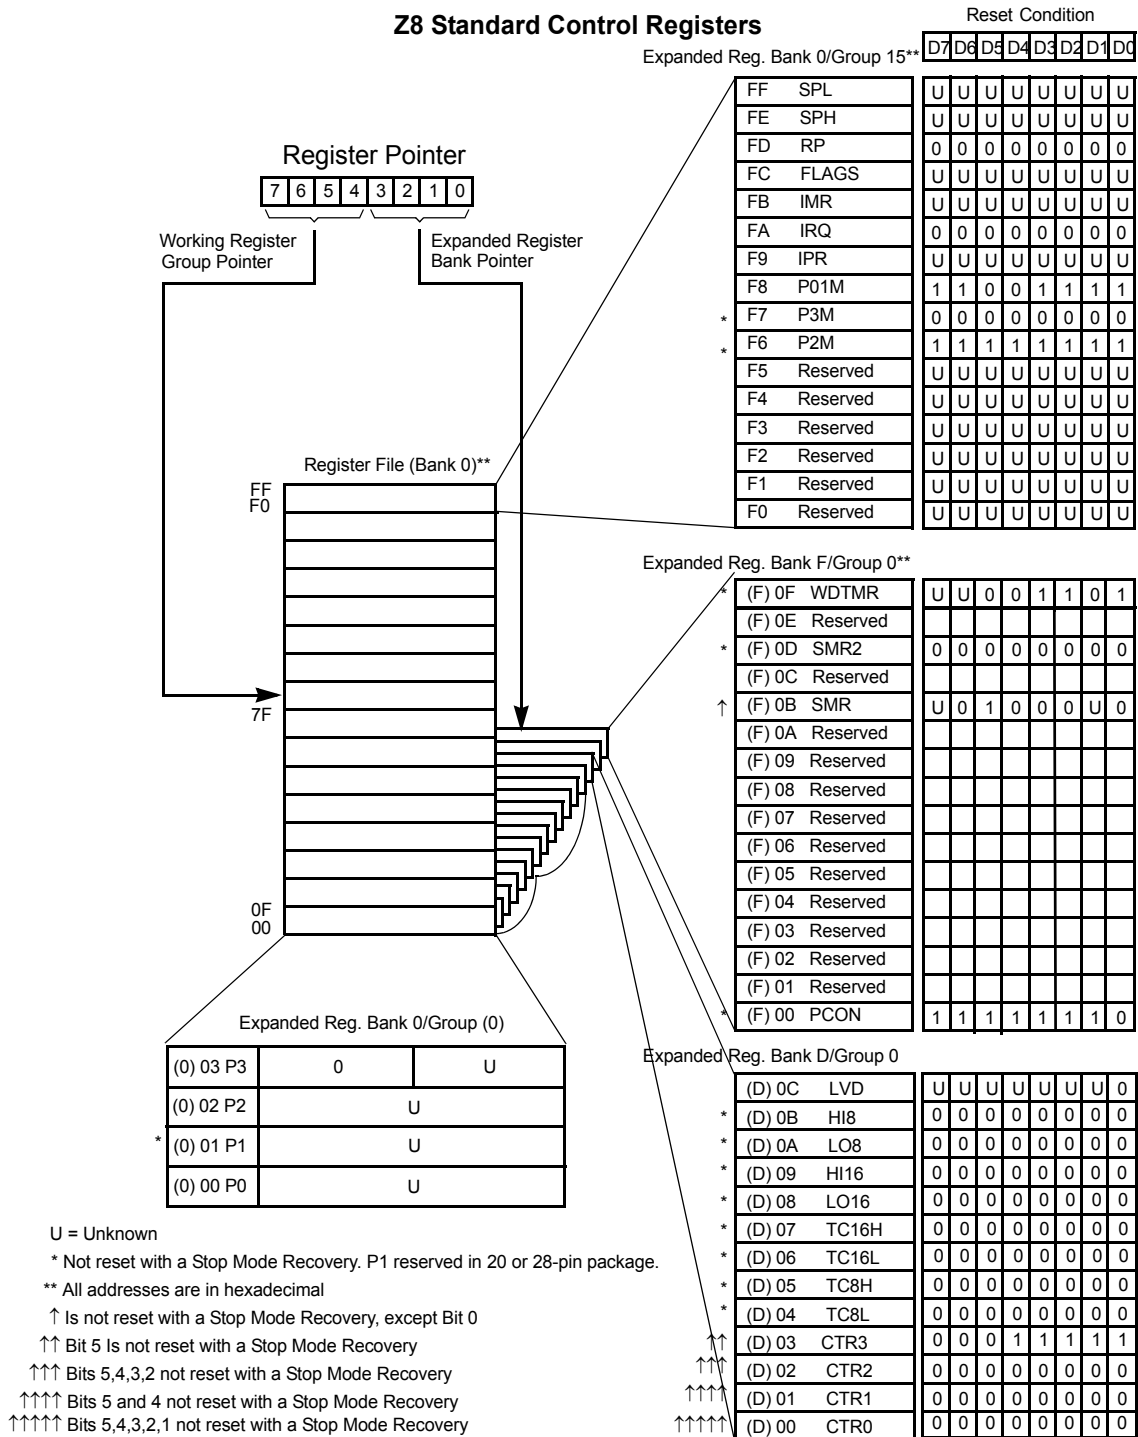 Z8 Standard Control Registers
Reset Condition
Expanded Reg. Bank 0/Group 15**
D7 D6 D5 D4 D3 D2 D1 D0
FF SPL U U U U U U U U
FE SPH U U U U U U U U
FD RP 0 0 0 0 0 0 0 0
FC FLAGS U U U U U U U U
FB IMR U U U U U U U U
FA IRQ 0 0 0 0 0 0 0 0
F9 IPR U U U U U U U U
F8 P01M 1 1 0 0 1 1 1 1
* F7 P3M 0 0 0 0 0 0 0 0
* F6 P2M 1 1 1 1 1 1 1 1
F5 Reserved U U U U U U U U
F4 Reserved U U U U U U U U
F3 Reserved U U U U U U U U
F2 Reserved U U U U U U U U
F1 Reserved U U U U U U U U
F0 Reserved U U U U U U U U
Register Pointer
7 6 5 4 3 2 1 0
Working Register
Group Pointer
Expanded Register
Bank Pointer
Register File (Bank 0)**
FF
F0
7F
0F
00
Expanded Reg. Bank F/Group 0**
* (F) 0F WDTMR U U 0 0 1 1 0 1
(F) 0E Reserved
* (F) 0D SMR2 0 0 0 0 0 0 0 0
(F) 0C Reserved
↑ (F) 0B SMR U 0 1 0 0 0 U 0
(F) 0A Reserved
(F) 09 Reserved
(F) 08 Reserved
(F) 07 Reserved
(F) 06 Reserved
(F) 05 Reserved
(F) 04 Reserved
(F) 03 Reserved
(F) 02 Reserved
(F) 01 Reserved
* (F) 00 PCON 1 1 1 1 1 1 1 0
Expanded Reg. Bank 0/Group (0)
(0) 03 P3 0 U
(0) 02 P2 U
* (0) 01 P1 U
(0) 00 P0 U
Expanded Reg. Bank D/Group 0
(D) 0C LVD U U U U U U U 0
* (D) 0B HI8 0 0 0 0 0 0 0 0
* (D) 0A LO8 0 0 0 0 0 0 0 0
* (D) 09 HI16 0 0 0 0 0 0 0 0
* (D) 08 LO16 0 0 0 0 0 0 0 0
* (D) 07 TC16H 0 0 0 0 0 0 0 0
* (D) 06 TC16L 0 0 0 0 0 0 0 0
* (D) 05 TC8H 0 0 0 0 0 0 0 0
* (D) 04 TC8L 0 0 0 0 0 0 0 0
↑↑ (D) 03 CTR3 0 0 0 1 1 1 1 1
↑↑↑ (D) 02 CTR2 0 0 0 0 0 0 0 0
↑↑↑↑ (D) 01 CTR1 0 0 0 0 0 0 0 0
↑↑↑↑↑ (D) 00 CTR0 0 0 0 0 0 0 0 0
U = Unknown
* Not reset with a Stop Mode Recovery. P1 reserved in 20 or 28-pin package.
** All addresses are in hexadecimal
↑ Is not reset with a Stop Mode Recovery, except Bit 0
↑↑ Bit 5 Is not reset with a Stop Mode Recovery
↑↑↑ Bits 5,4,3,2 not reset with a Stop Mode Recovery
↑↑↑↑ Bits 5 and 4 not reset with a Stop Mode Recovery
↑↑↑↑↑ Bits 5,4,3,2,1 not reset with a Stop Mode Recovery